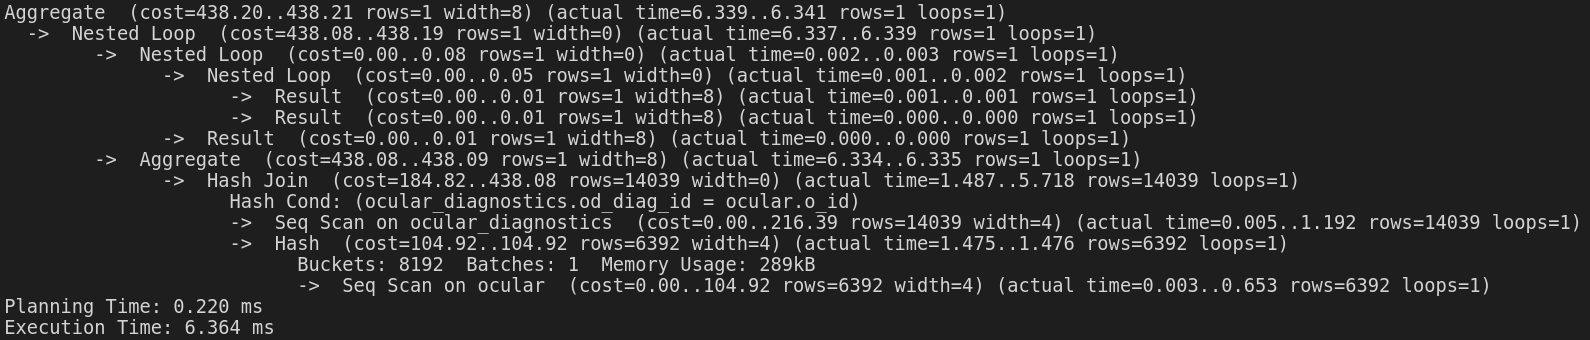 Aggregate  (cost=438.20..438.21 rows=1 width=8) (actual time=6.339..6.341 rows=1 loops=1)
  ->  Nested Loop  (cost=438.08..438.19 rows=1 width=0) (actual time=6.337..6.339 rows=1 loops=1)
        ->  Nested Loop  (cost=0.00..0.08 rows=1 width=0) (actual time=0.002..0.003 rows=1 loops=1)
              ->  Nested Loop  (cost=0.00..0.05 rows=1 width=0) (actual time=0.001..0.002 rows=1 loops=1)
                    ->  Result  (cost=0.00..0.01 rows=1 width=8) (actual time=0.001..0.001 rows=1 loops=1)
                    ->  Result  (cost=0.00..0.01 rows=1 width=8) (actual time=0.000..0.000 rows=1 loops=1)
              ->  Result  (cost=0.00..0.01 rows=1 width=8) (actual time=0.000..0.000 rows=1 loops=1)
        ->  Aggregate  (cost=438.08..438.09 rows=1 width=8) (actual time=6.334..6.335 rows=1 loops=1)
              ->  Hash Join  (cost=184.82..438.08 rows=14039 width=0) (actual time=1.487..5.718 rows=14039 loops=1)
                    Hash Cond: (ocular_diagnostics.od_diag_id = ocular.o_id)
                    ->  Seq Scan on ocular_diagnostics  (cost=0.00..216.39 rows=14039 width=4) (actual time=0.005..1.192 rows=14039 loops=1)
                    ->  Hash  (cost=104.92..104.92 rows=6392 width=4) (actual time=1.475..1.476 rows=6392 loops=1)
                          Buckets: 8192  Batches: 1  Memory Usage: 289kB
                          ->  Seq Scan on ocular  (cost=0.00..104.92 rows=6392 width=4) (actual time=0.003..0.653 rows=6392 loops=1)
Planning Time: 0.220 ms
Execution Time: 6.364 ms